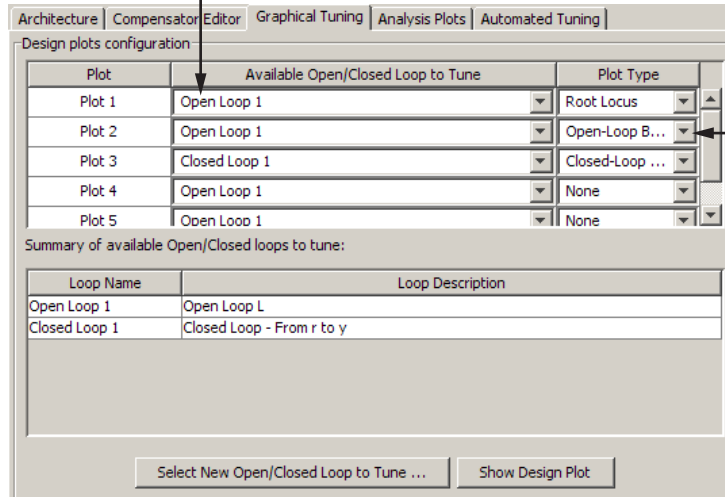 Architecture Compensator Editor Graphical Tuning Analysis Plots Automated Tuning
Design plots configuration
Plot Available Open/Closed Loop to Tune Plot Type
Plot 1 Open Loop 1 Root Locus
Plot 2 Open Loop 1 Open-Loop B...
Plot 3 Closed Loop 1 Closed-Loop ...
Plot 4 Open Loop 1 None
Plot 5 Open Loop 1 None
Summary of available Open/Closed loops to tune:
Loop Name Loop Description
Open Loop 1 Open Loop L
Closed Loop 1 Closed Loop - From r to y
Select New Open/Closed Loop to Tune ... Show Design Plot